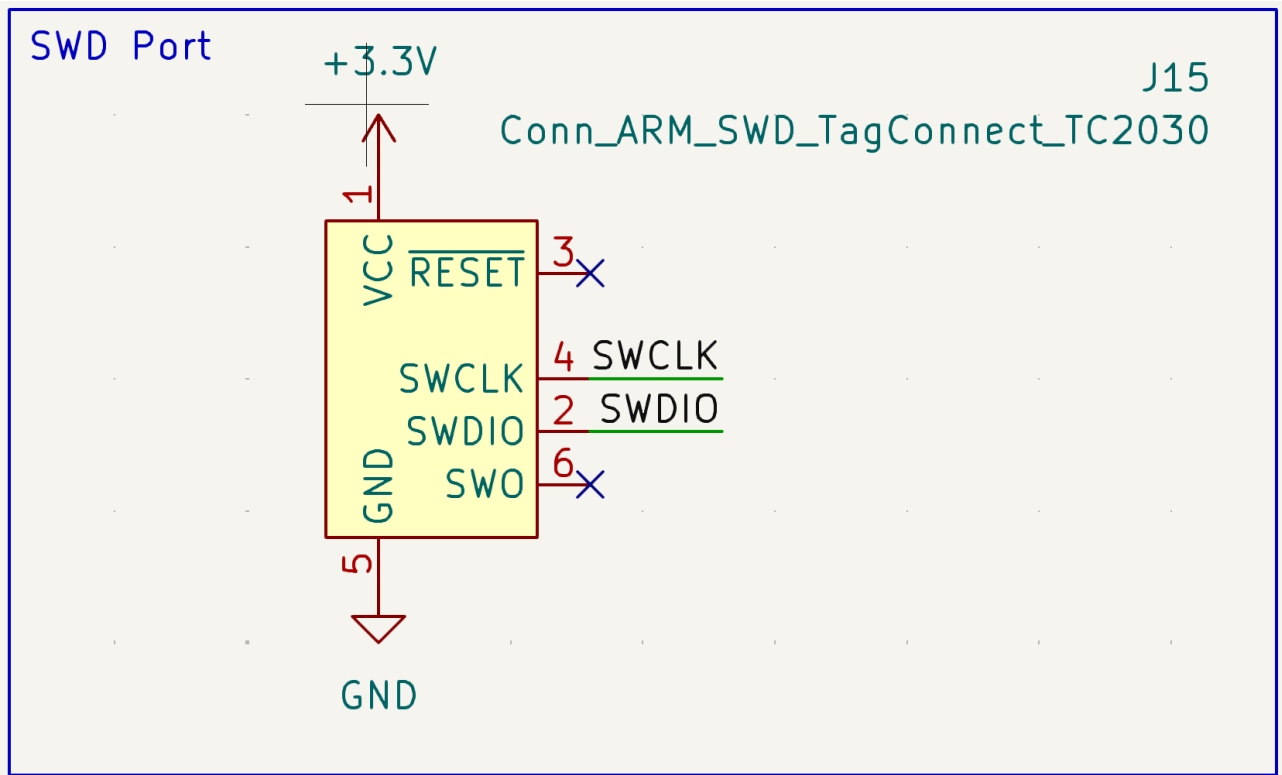 SWD Port
+3.3V
J15
Conn_ARM_SWD_TagConnect_TC2030
1
VCC
RESET
3
SWCLK
4
SWCLK
SWDIO
2
SWDIO
SWO
6
GND
5
GND